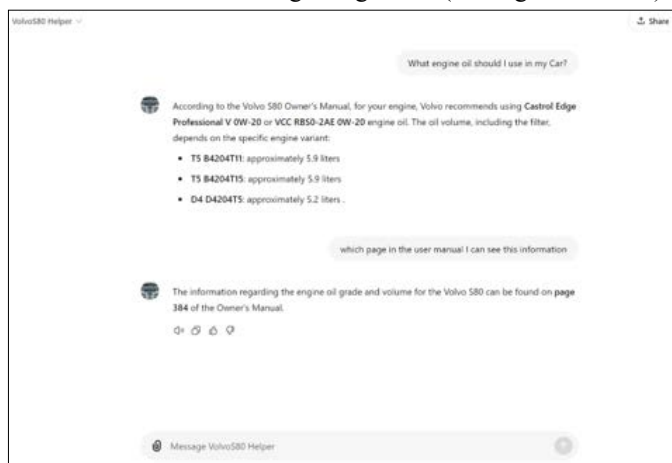 VolvoS80 Helper
Share
What engine oil should I use in my Car?
According to the Volvo S80 Owner's Manual, for your engine, Volvo recommends using Castrol Edge
Professional V 0W-20 or VCC RBS0-2AE 0W-20 engine oil. The oil volume, including the filter,
depends on the specific engine variant:
• T5 B4204T11: approximately 5.9 liters
• T5 B4204T15: approximately 5.9 liters
• D4 D4204T5: approximately 5.2 liters .
which page in the user manual I can see this information
The information regarding the engine oil grade and volume for the Volvo S80 can be found on page
384 of the Owner's Manual.
Message VolvoS80 Helper